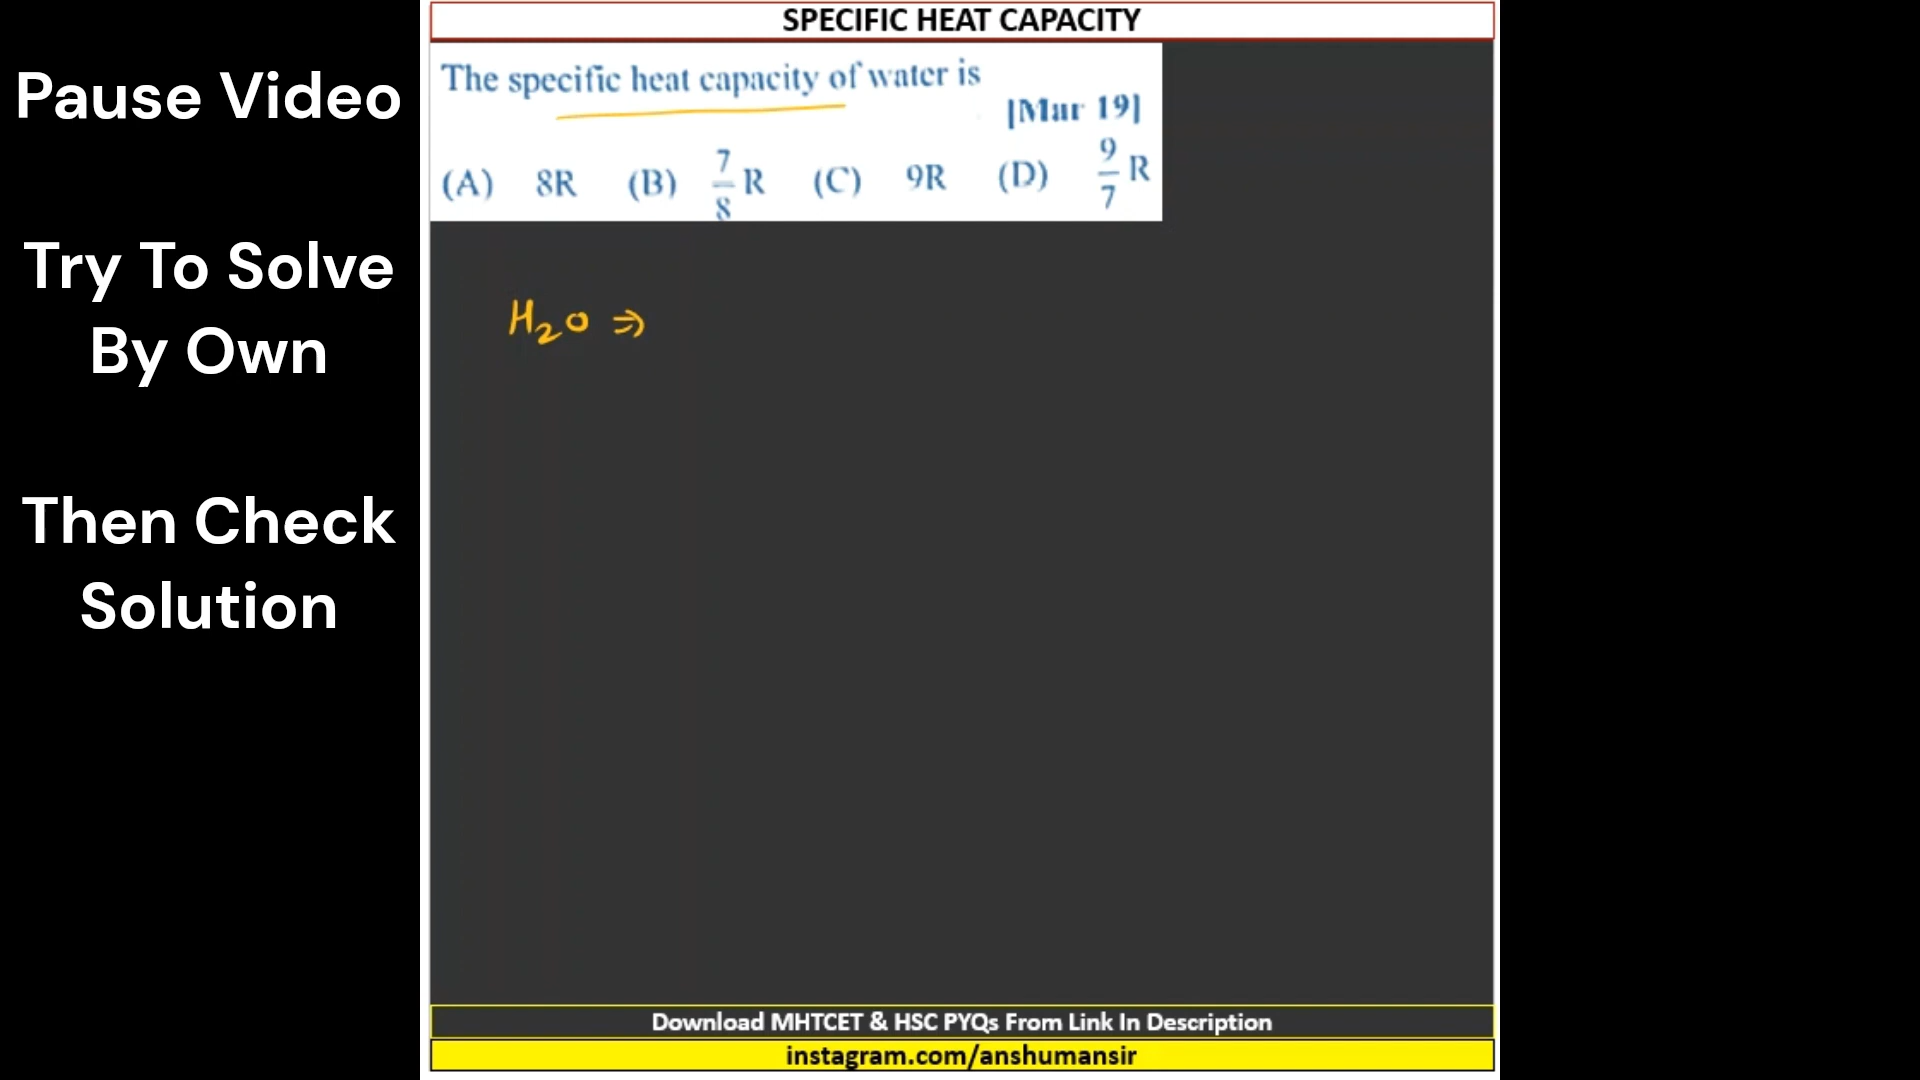 Pause Video
Try To Solve
By Own
Then Check
Solution
SPECIFIC HEAT CAPACITY
The specific heat capacity of water is
[Mar 19]
(A) 8R (B) 7/8 R (C) 9R (D) 9/7 R
H₂O ⇒
Download MHTCET & HSC PYQs From Link In Description
instagram.com/anshumansir